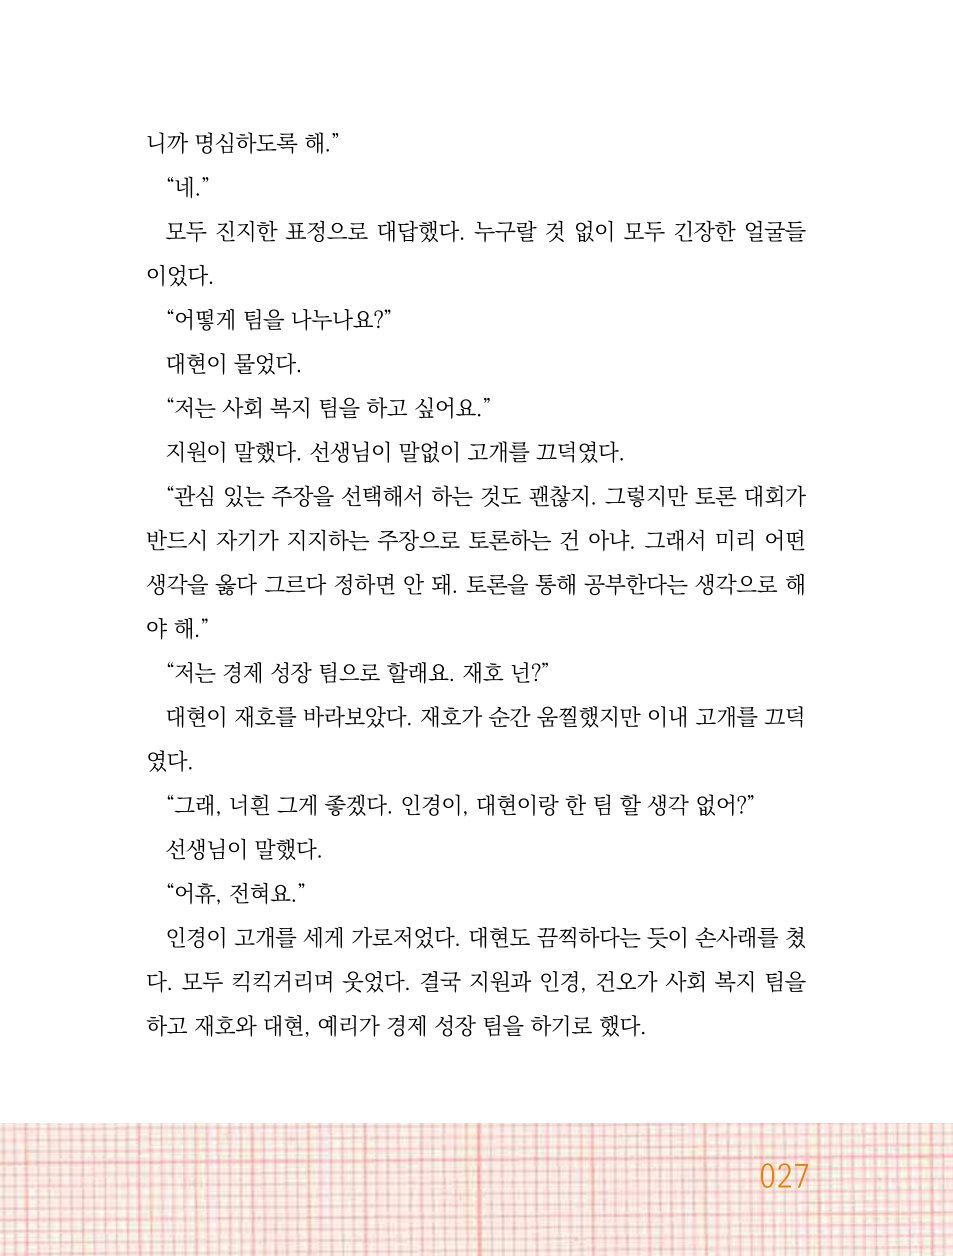 니까 명심하도록 해.”
“네.”
모두 진지한 표정으로 대답했다. 누구랄 것 없이 모두 긴장한 얼굴들
이었다.
“어떻게 팀을 나누나요?”
대현이 물었다.
“저는 사회 복지 팀을 하고 싶어요.”
지원이 말했다. 선생님이 말없이 고개를 끄덕였다.
“관심 있는 주장을 선택해서 하는 것도 괜찮지. 그렇지만 토론 대회가
반드시 자기가 지지하는 주장으로 토론하는 건 아냐. 그래서 미리 어떤
생각을 옳다 그르다 정하면 안 돼. 토론을 통해 공부한다는 생각으로 해
야 해.”
“저는 경제 성장 팀으로 할래요. 재호 넌?”
대현이 재호를 바라보았다. 재호가 순간 움찔했지만 이내 고개를 끄덕
였다.
“그래, 너흰 그게 좋겠다. 인경이, 대현이랑 한 팀 할 생각 없어?”
선생님이 말했다.
“어휴, 전혀요.”
인경이 고개를 세게 가로저었다. 대현도 끔찍하다는 듯이 손사래를 쳤
다. 모두 킥킥거리며 웃었다. 결국 지원과 인경, 건오가 사회 복지 팀을
하고 재호와 대현, 예리가 경제 성장 팀을 하기로 했다.
027